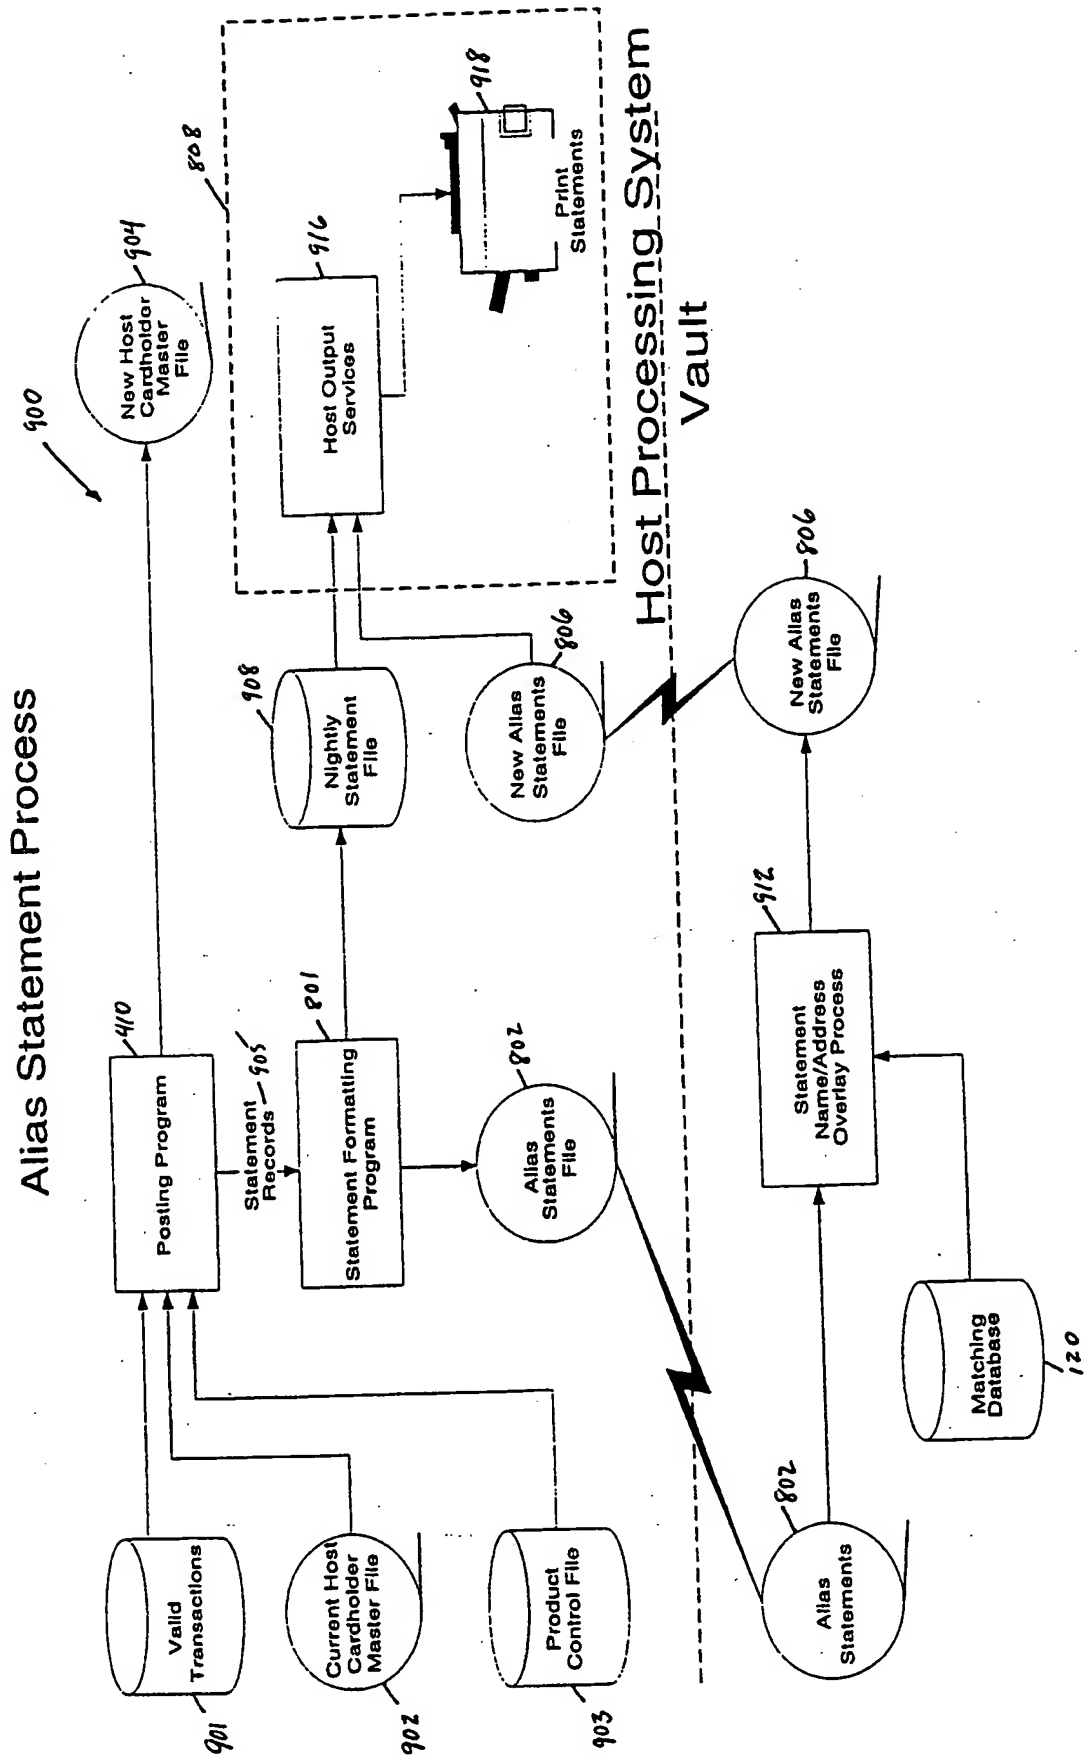 Alias Statement Process
900
Valid
Transactions
901
Current Host
Cardholder
Master File
902
Product
Control File
903
Posting Program
410
Statement
Records
905
Statement Formatting
Program
801
Alias
Statements
File
802
New Host
Cardholder
Master
File
904
Nightly
Statement
File
908
New Alias
Statements
File
806
808
Host Output
Services
916
918
Print
Statements
Host Processing System
Vault
Alias
Statements
802
Matching
Database
120
Statement
Name/Address
Overlay Process
912
New Alias
Statements
File
806